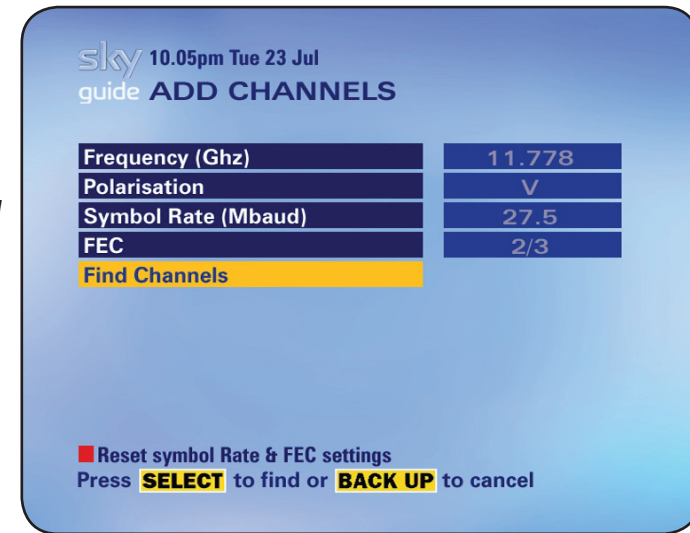 sky 10.05pm Tue 23 Jul
guide ADD CHANNELS
Frequency (Ghz) 11.778
Polarisation V
Symbol Rate (Mbaud) 27.5
FEC 2/3
Find Channels
Reset symbol Rate & FEC settings
Press SELECT to find or BACK UP to cancel